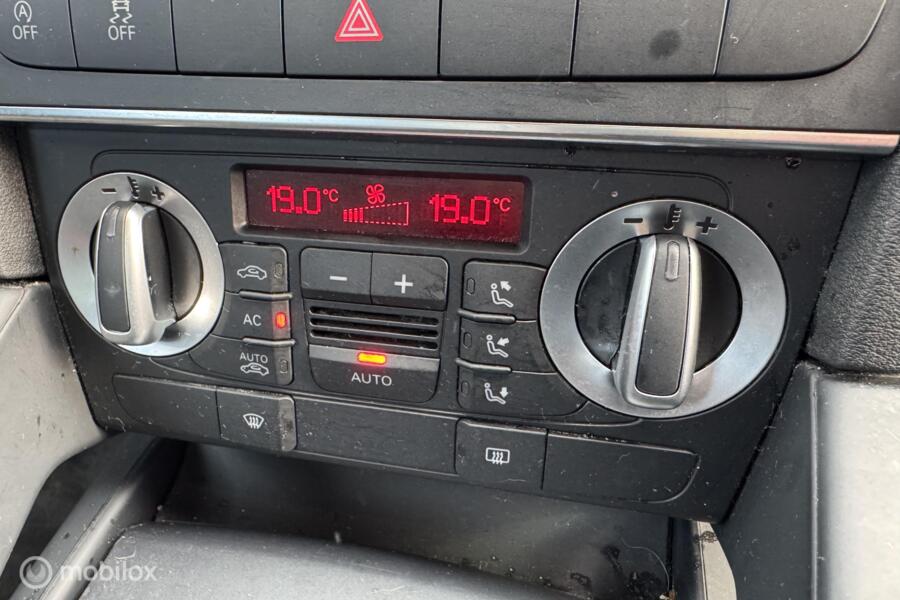 OFF OFF
- + 19.0°C 19.0°C - +
- +
AC
AUTO
AUTO
mobilox